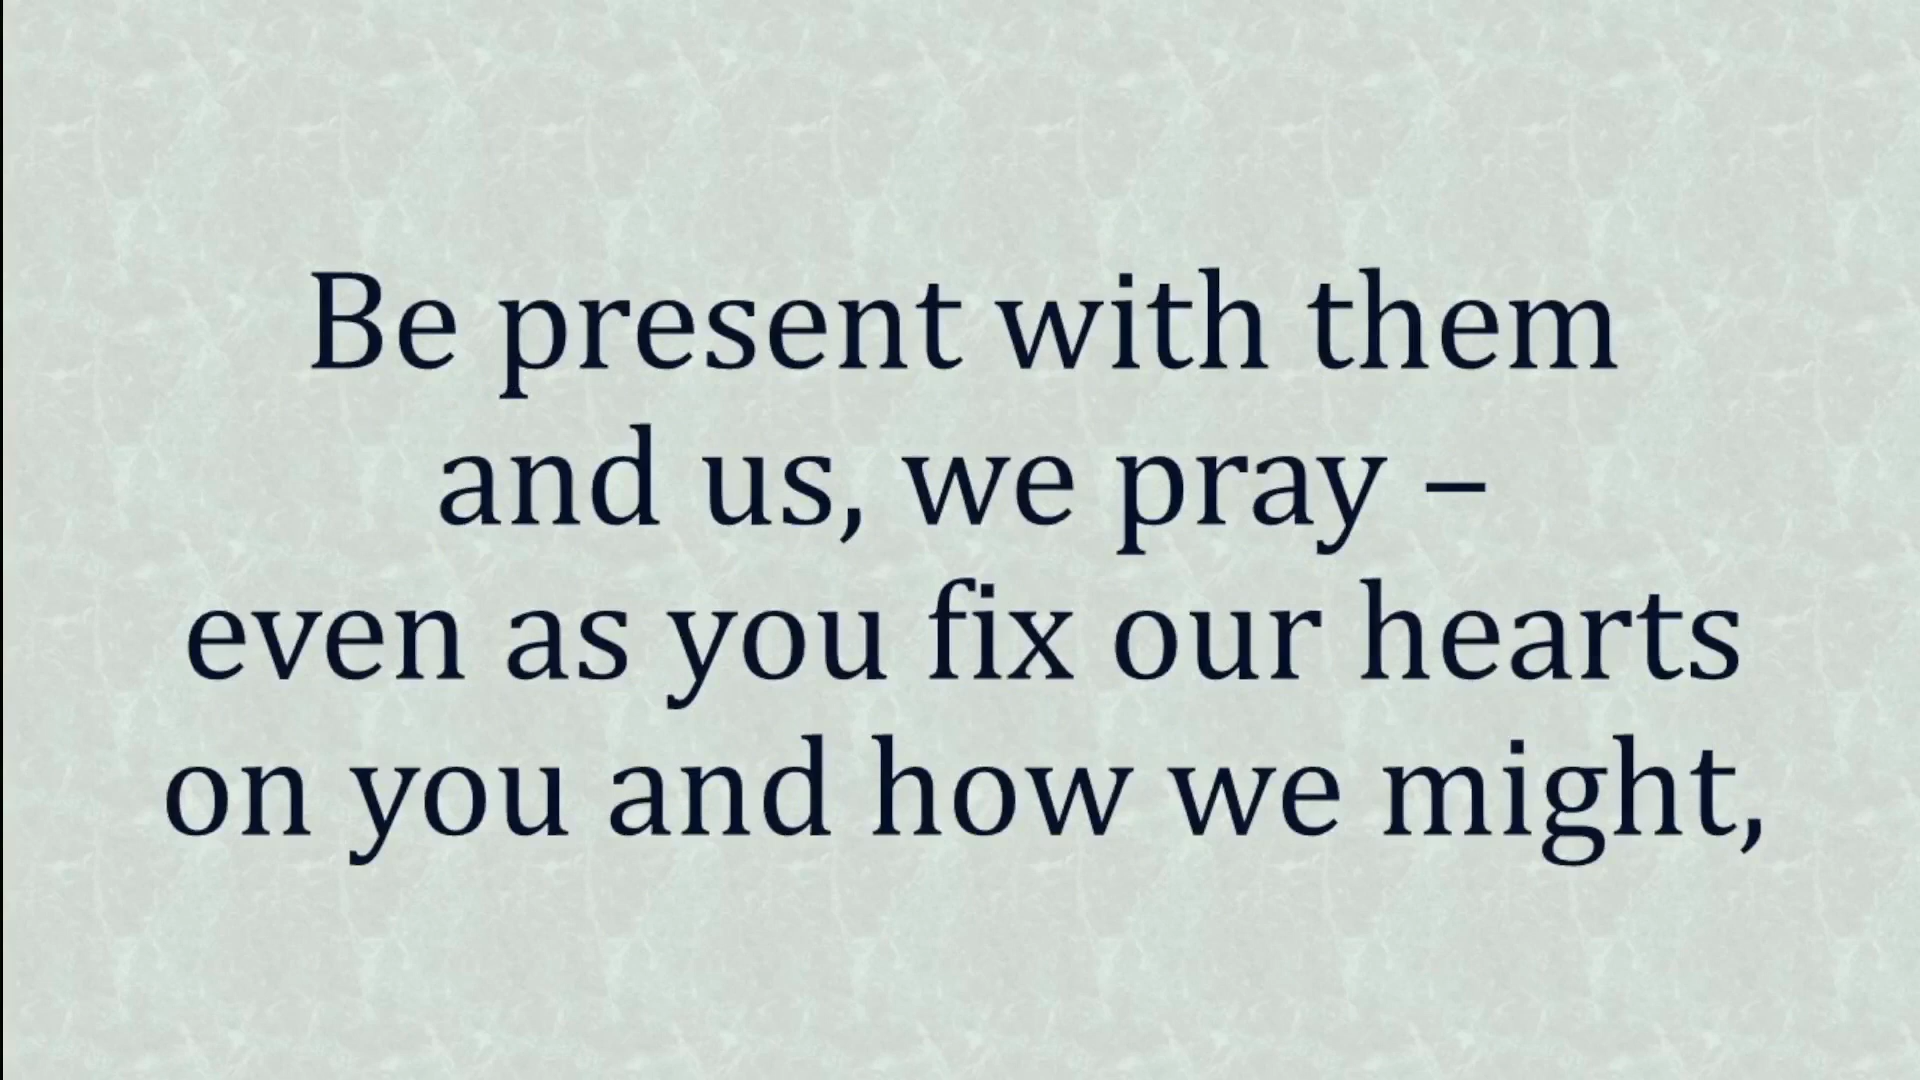 Be present with them
and us, we pray –
even as you fix our hearts
on you and how we might,